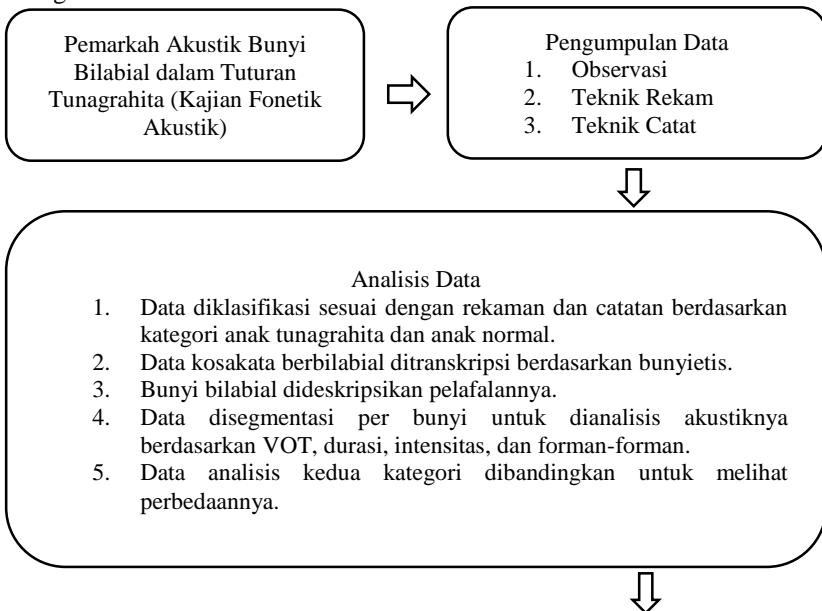 Pemarkah Akustik Bunyi
Bilabial dalam Tuturan
Tunagrahita (Kajian Fonetik
Akustik)
Pengumpulan Data
1. Observasi
2. Teknik Rekam
3. Teknik Catat
Analisis Data
1. Data diklasifikasi sesuai dengan rekaman dan catatan berdasarkan
kategori anak tunagrahita dan anak normal.
2. Data kosakata berbilabial ditranskripsi berdasarkan bunyietis.
3. Bunyi bilabial dideskripsikan pelafalannya.
4. Data disegmentasi per bunyi untuk dianalisis akustiknya
berdasarkan VOT, durasi, intensitas, dan forman-forman.
5. Data analisis kedua kategori dibandingkan untuk melihat
perbedaannya.